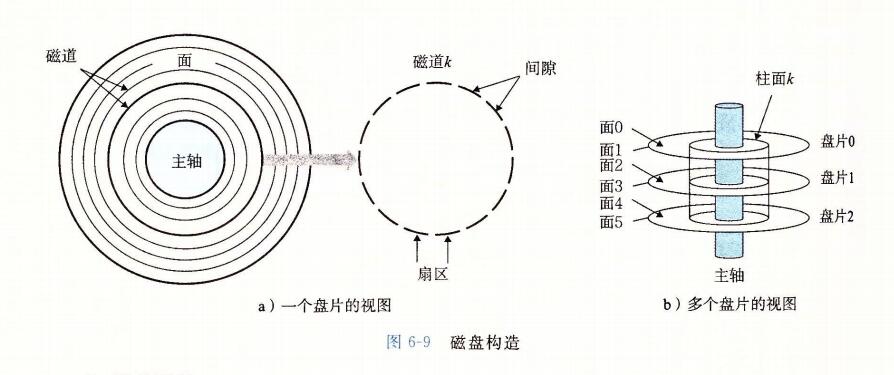 磁道
面
主轴
磁道k
间隙
扇区
a）一个盘片的视图
柱面k
面0
面1
面2
面3
面4
面5
盘片0
盘片1
盘片2
主轴
b）多个盘片的视图
图 6-9 磁盘构造